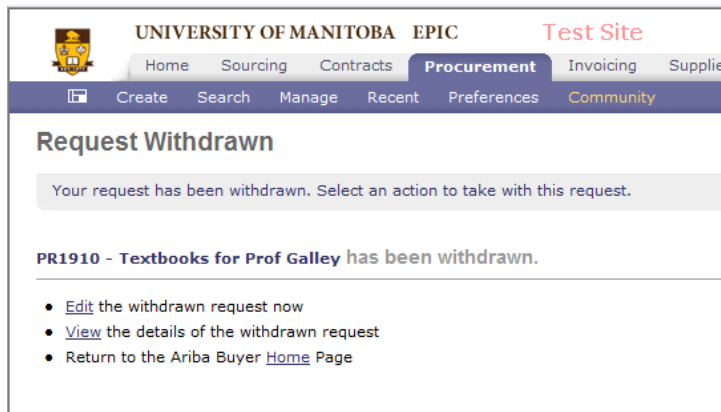 UNIVERSITY OF MANITOBA EPIC Test Site
Home Sourcing Contracts Procurement Invoicing Supplie
Create Search Manage Recent Preferences Community
Request Withdrawn
Your request has been withdrawn. Select an action to take with this request.
PR1910 - Textbooks for Prof Galley has been withdrawn.
• Edit the withdrawn request now
• View the details of the withdrawn request
• Return to the Ariba Buyer Home Page